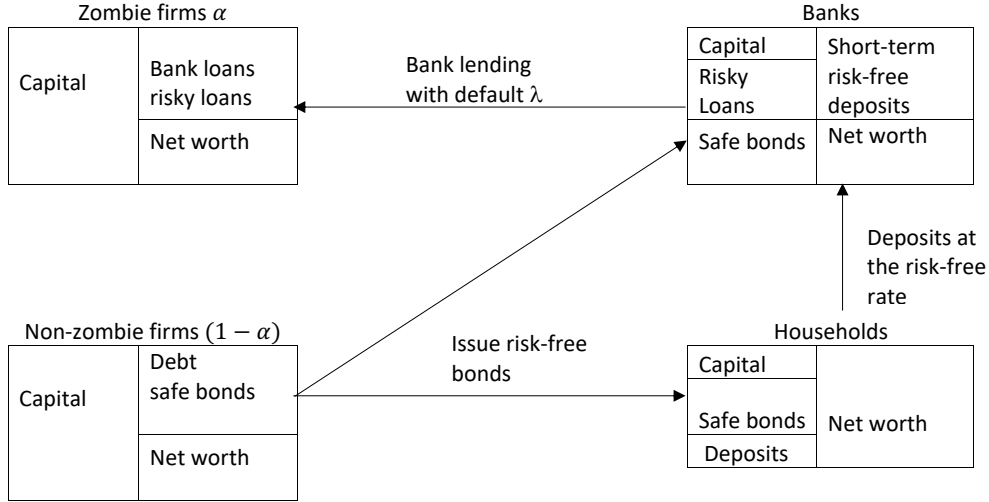 Zombie firms α
Capital
Bank loans
risky loans
Net worth
Bank lending
with default λ
Banks
Capital
Risky
Loans
Safe bonds
Short-term
risk-free
deposits
Net worth
Deposits at
the risk-free
rate
Non-zombie firms (1 − α)
Capital
Debt
safe bonds
Net worth
Issue risk-free
bonds
Households
Capital
Safe bonds
Deposits
Net worth